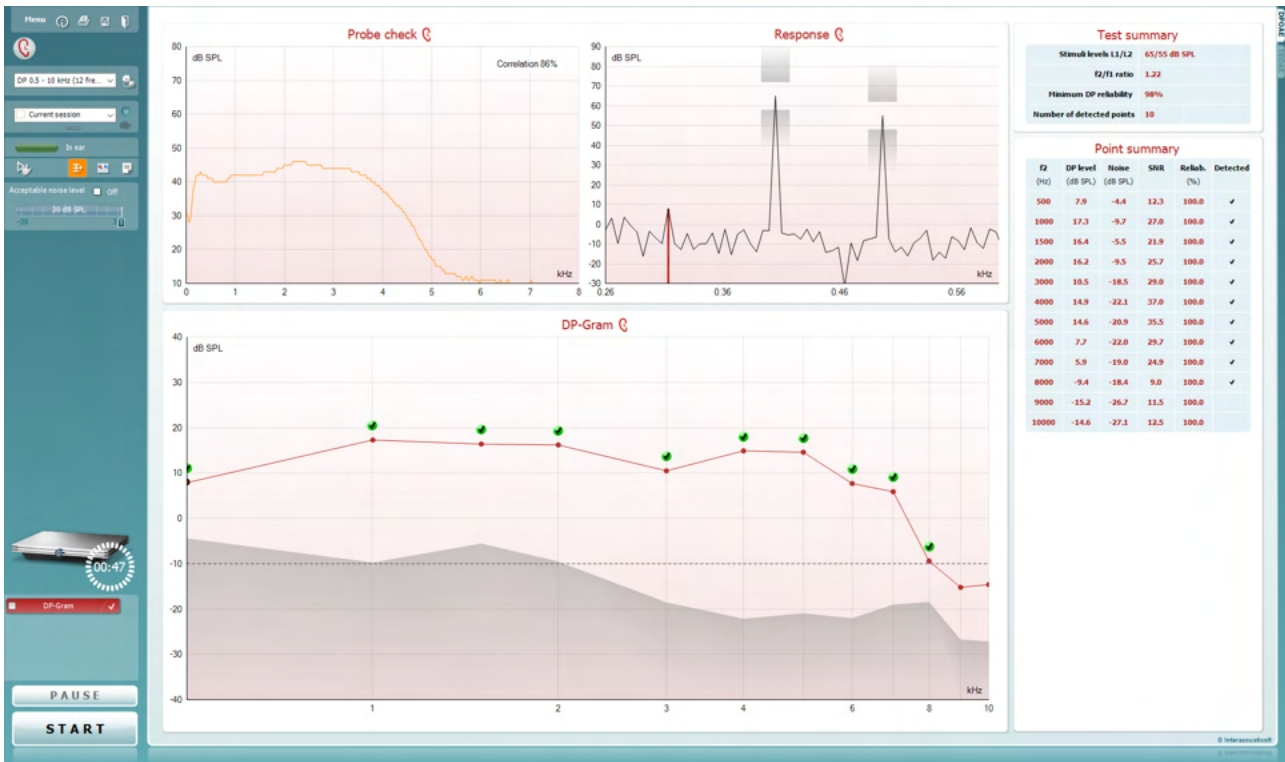 Menu
DP 0.5 - 10 kHz (12 fre...
Current session
In ear
Acceptable noise level Off
30 dB SPL
-30
00:47
DP-Gram
PAUSE
START
Probe check
dB SPL
Correlation 86%
80
70
60
50
40
30
20
10
0 1 2 3 4 5 6 7 8
kHz
Response
dB SPL
90
80
70
60
50
40
30
20
10
0
-10
-20
-30
0.26 0.36 0.46 0.56
kHz
DP-Gram
dB SPL
40
30
20
10
0
-10
-20
-30
-40
1 2 3 4 6 8 10
kHz
Test summary
Stimuli levels L1/L2 65/55 dB SPL
f2/f1 ratio 1.22
Minimum DP reliability 98%
Number of detected points 10
Point summary
f2 DP level Noise SNR Reliab. Detected
(Hz) (dB SPL) (dB SPL) (%)
500 7.9 -4.4 12.3 100.0 ✓
1000 17.3 -9.7 27.0 100.0 ✓
1500 16.4 -5.5 21.9 100.0 ✓
2000 16.2 -9.5 25.7 100.0 ✓
3000 10.5 -18.5 29.0 100.0 ✓
4000 14.9 -22.1 37.0 100.0 ✓
5000 14.6 -20.9 35.5 100.0 ✓
6000 7.7 -22.0 29.7 100.0 ✓
7000 5.9 -19.0 24.9 100.0 ✓
8000 -9.4 -18.4 9.0 100.0 ✓
9000 -15.2 -26.7 11.5 100.0
10000 -14.6 -27.1 12.5 100.0
DPOAE
TEOAE
© Interacoustics®